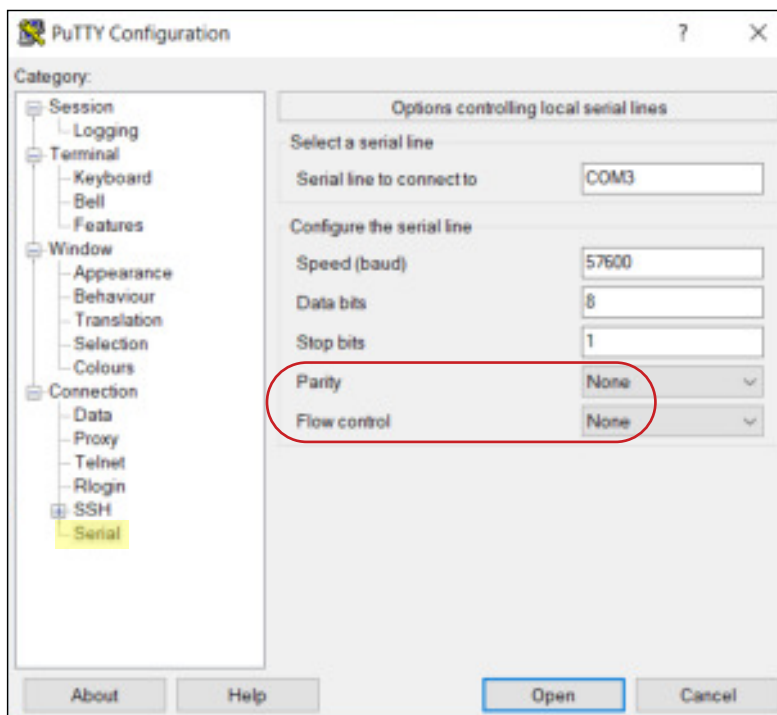 PuTTY Configuration
?
Category:
Session
Logging
Terminal
Keyboard
Bell
Features
Window
Appearance
Behaviour
Translation
Selection
Colours
Connection
Data
Proxy
Telnet
Rlogin
SSH
Serial
Options controlling local serial lines
Select a serial line
Serial line to connect to COM3
Configure the serial line
Speed (baud) 57600
Data bits 8
Stop bits 1
Parity None
Flow control None
About Help Open Cancel